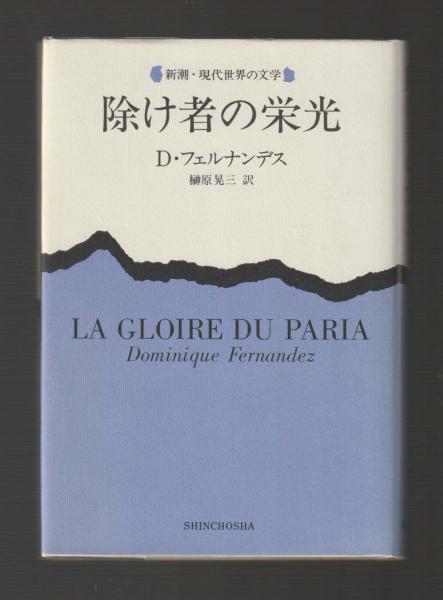 新潮・現代世界の文学
除け者の栄光
D・フェルナンデス
榊原晃三 訳
LA GLOIRE DU PARIA
Dominique Fernandez
SHINCHOSHA